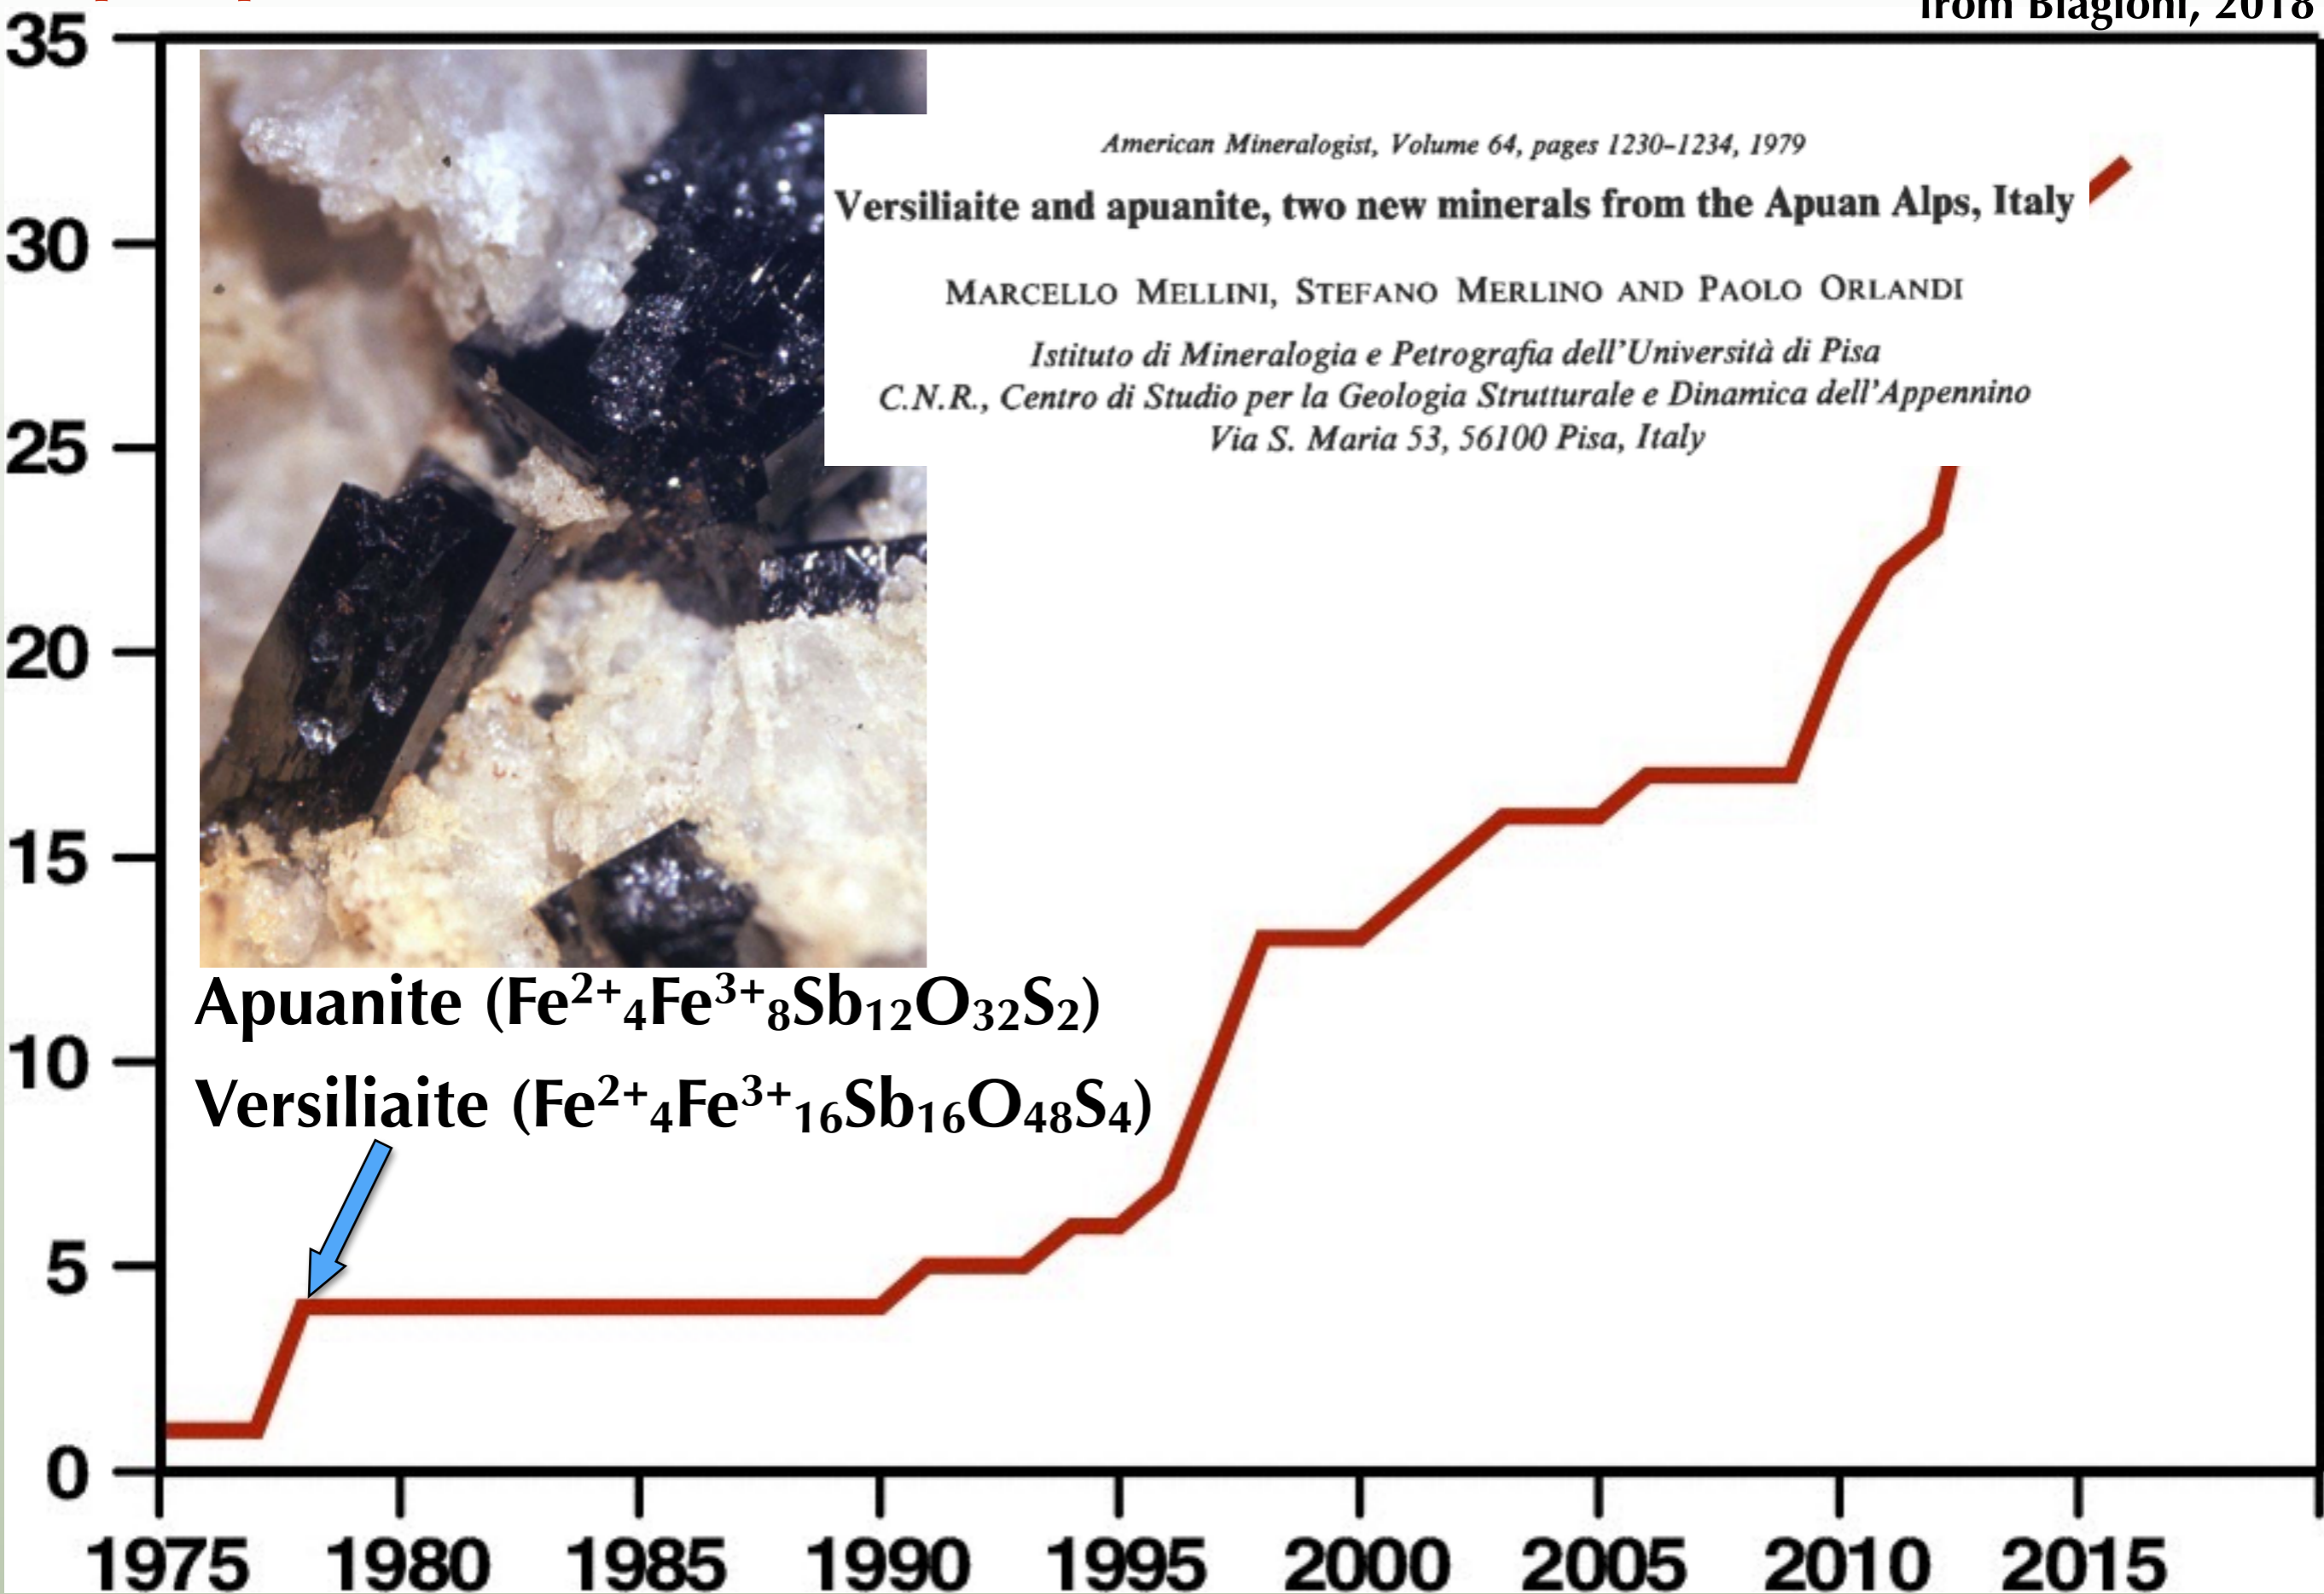 from Biagioni, 2018
35
30
25
20
15
10
5
0
American Mineralogist, Volume 64, pages 1230–1234, 1979
Versiliaite and apuanite, two new minerals from the Apuan Alps, Italy
MARCELLO MELLINI, STEFANO MERLINO AND PAOLO ORLANDI
Istituto di Mineralogia e Petrografia dell'Università di Pisa
C.N.R., Centro di Studio per la Geologia Strutturale e Dinamica dell'Appennino
Via S. Maria 53, 56100 Pisa, Italy
Apuanite (Fe²⁺₄Fe³⁺₈Sb₁₂O₃₂S₂)
Versiliaite (Fe²⁺₄Fe³⁺₁₆Sb₁₆O₄₈S₄)
1975 1980 1985 1990 1995 2000 2005 2010 2015